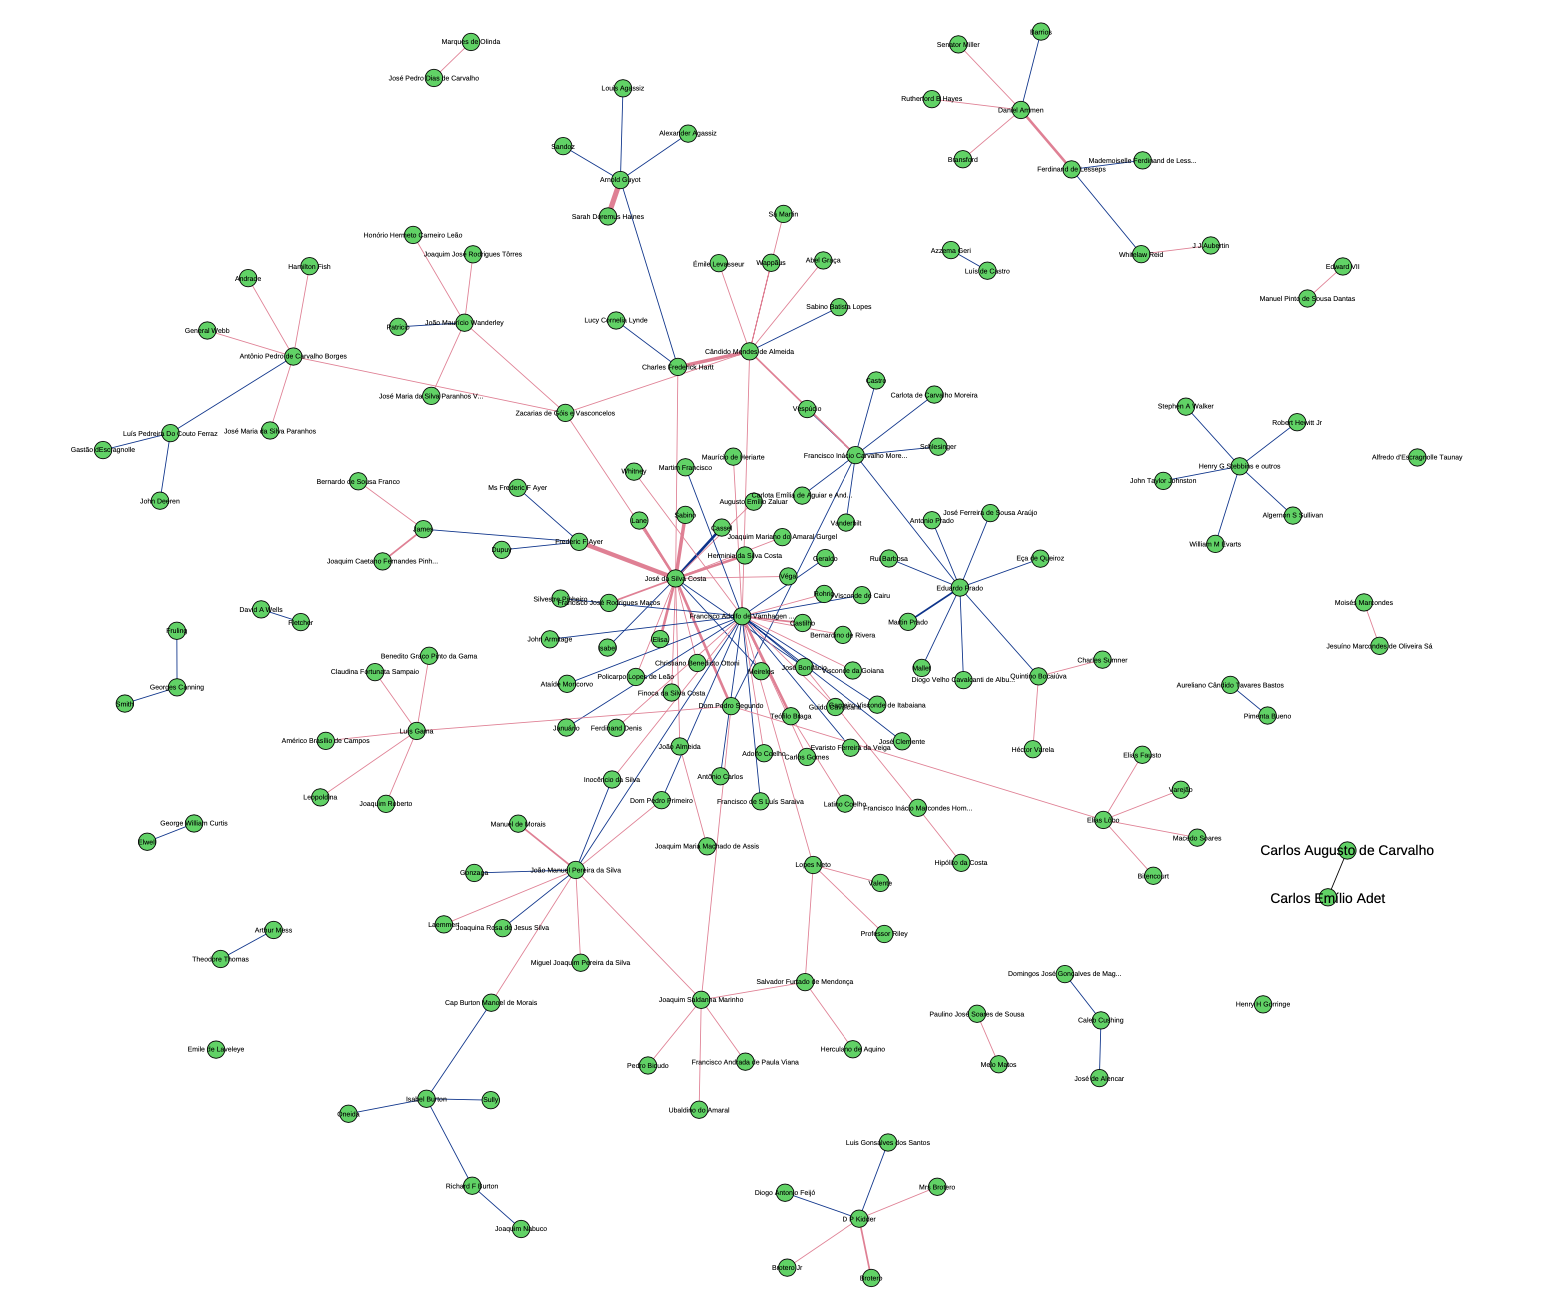 Barrios
Marques de Olinda
Senator Miller
José Pedro Dias de Carvalho
Louis Agassiz
Rutherford B Hayes
Daniel Ammen
Alexander Agassiz
Sandoz
Bransford
Mademoiselle Ferdinand de Less...
Ferdinand de Lesseps
Arnold Guyot
Sarah Doremus Haines
Sá Martin
Honório Hermeto Carneiro Leão
J J Aubertin
Azzema Geri
Joaquim José Rodrigues Tôrres
Whitelaw Reid
Émile Levasseur
Wappäus
Abel Graça
Hamilton Fish
Edward VII
Luís de Castro
Andrade
Manuel Pinto de Sousa Dantas
Sabino Batista Lopes
Lucy Cornelia Lynde
João Maurício Wanderley
Patricio
General Webb
Cândido Mendes de Almeida
Antônio Pedro de Carvalho Borges
Charles Frederick Hartt
Castro
Carlota de Carvalho Moreira
José Maria da Silva Paranhos V...
Stephen A Walker
Vespúcio
Zacarias de Góis e Vasconcelos
Robert Hewitt Jr
José Maria da Silva Paranhos
Luís Pedreira Do Couto Ferraz
Schlesinger
Gastão dEscragnolle
Francisco Inácio Carvalho More...
Maurício de Heriarte
Alfredo d'Escragnolle Taunay
Martim Francisco
Henry G Stebbins e outros
Whitney
Bernardo de Sousa Franco
John Taylor Johnston
Ms Frederic F Ayer
Carlota Emília de Aguiar e And...
John Deeren
Augusto Emílio Zaluar
José Ferreira de Sousa Araújo
Sabino
Algernon S Sullivan
Lane
Antonio Prado
Vanderbilt
Cassel
James
Joaquim Mariano do Amaral Gurgel
Frederic F Ayer
William M Evarts
Dupuy
Herminia da Silva Costa
Rui Barbosa
Eça de Queiroz
Geraldo
Joaquim Caetano Fernandes Pinh...
Véga
José da Silva Costa
Eduardo Prado
Rohrig
Visconde de Cairu
Silvestre Pinheiro
Francisco José Rodrigues Maços
Moisés Marcondes
David A Wells
Francisco Adolfo de Varnhagen ...
Fletcher
Castilho
Martin Prado
Fruling
Bernardino de Rivera
John Armitage
Elisa
Isabel
Jesuíno Marcondes de Oliveira Sá
Benedito Graco Pinto da Gama
Charles Sumner
Christiano Benedito Ottoni
José Bonifácio
Mallet
Claudina Fortunata Sampaio
Meireles
Visconde da Goiana
Policarpo Lopes de Leão
Quintino Bocaiúva
Diogo Velho Cavalcanti de Albu...
Ataíde Moncorvo
Aureliano Cândido Tavares Bastos
Georges Canning
Finoca da Silva Costa
Smith
Guido Cavalcanti
Visconde de Itabaiana
Dom Pedro Segundo
Pimenta Bueno
Teófilo Braga
Januário
Ferdinand Denis
Luis Gama
Américo Brasílio de Campos
José Clemente
João Almeida
Evaristo Ferreira da Veiga
Héctor Varela
Adolfo Coelho
Carlos Gomes
Elias Fausto
Antônio Carlos
Inocêncio da Silva
Varejão
Leopoldina
Dom Pedro Primeiro
Francisco de S Luís Saraiva
Joaquim Roberto
Latino Coelho
Francisco Inácio Marcondes Hom...
Elias Lôbo
George William Curtis
Manuel de Morais
Macedo Soares
Elwell
Joaquim Maria Machado de Assis
Carlos Augusto de Carvalho
Hipólito da Costa
Lopes Neto
João Manuel Pereira da Silva
Gonzaga
Bitencourt
Valente
Carlos Emílio Adet
Laemmert
Joaquina Rosa de Jesus Silva
Arthur Mess
Professor Riley
Theodore Thomas
Miguel Joaquim Pereira da Silva
Domingos José Gonçalves de Mag...
Salvador Furtado de Mendonça
Joaquim Saldanha Marinho
Cap Burton Manoel de Morais
Henry H Gorringe
Paulino José Soares de Sousa
Caleb Cushing
Emile de Laveleye
Herculano de Aquino
Francisco Andrada de Paula Viana
Pedro Bicudo
Melo Matos
José de Alencar
Isabel Burton
Sully
Ubaldino do Amaral
Oneida
Luis Gonsalves dos Santos
Richard F Burton
Mrs Brotero
Diogo Antonio Feijó
D P Kidder
Joaquim Nabuco
Brotero Jr
Brotero